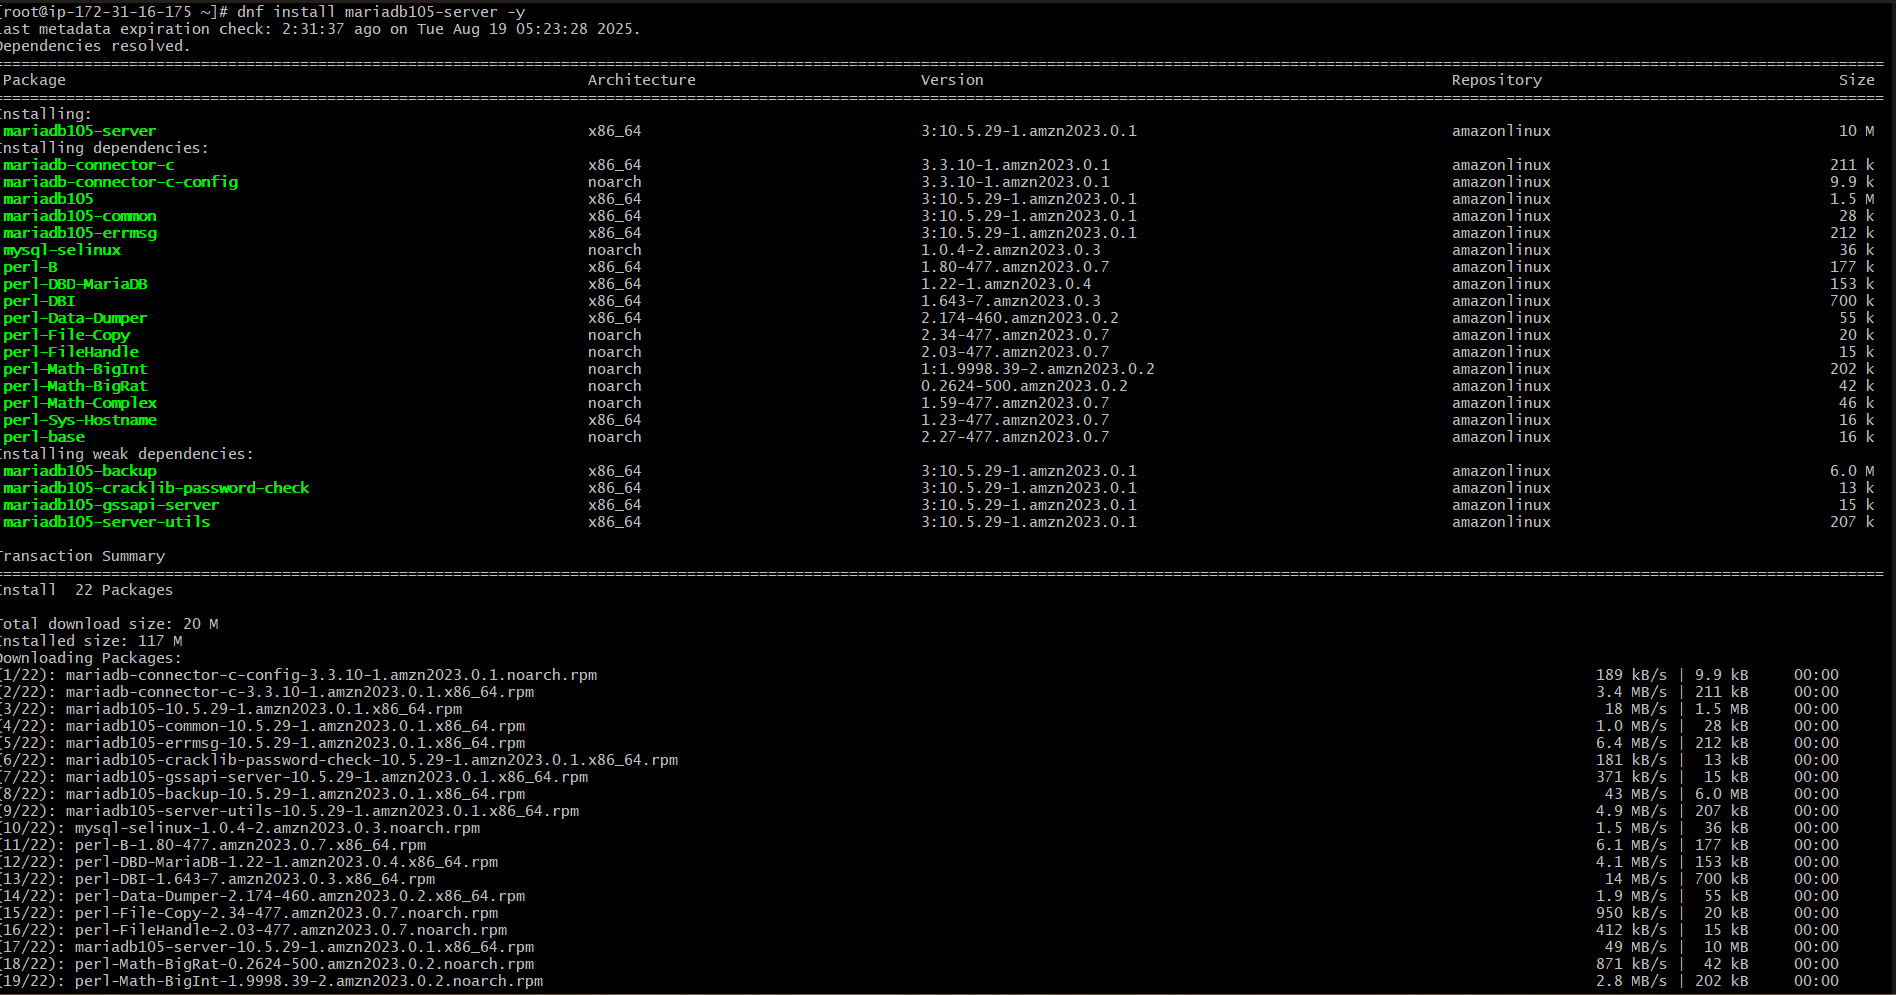 [root@ip-172-31-16-175 ~]# dnf install mariadb105-server -y
Last metadata expiration check: 2:31:37 ago on Tue Aug 19 05:23:28 2025.
Dependencies resolved.
================================================================================
Package Architecture Version Repository Size
================================================================================
Installing:
mariadb105-server x86_64 3:10.5.29-1.amzn2023.0.1 amazonlinux 10 M
Installing dependencies:
mariadb-connector-c x86_64 3.3.10-1.amzn2023.0.1 amazonlinux 211 k
mariadb-connector-c-config noarch 3.3.10-1.amzn2023.0.1 amazonlinux 9.9 k
mariadb105 x86_64 3:10.5.29-1.amzn2023.0.1 amazonlinux 1.5 M
mariadb105-common x86_64 3:10.5.29-1.amzn2023.0.1 amazonlinux 28 k
mariadb105-errmsg x86_64 3:10.5.29-1.amzn2023.0.1 amazonlinux 212 k
mysql-selinux noarch 1.0.4-2.amzn2023.0.3 amazonlinux 36 k
perl-B x86_64 1.80-477.amzn2023.0.7 amazonlinux 177 k
perl-DBD-MariaDB x86_64 1.22-1.amzn2023.0.4 amazonlinux 153 k
perl-DBI x86_64 1.643-7.amzn2023.0.3 amazonlinux 700 k
perl-Data-Dumper x86_64 2.174-460.amzn2023.0.2 amazonlinux 55 k
perl-File-Copy noarch 2.34-477.amzn2023.0.7 amazonlinux 20 k
perl-FileHandle noarch 2.03-477.amzn2023.0.7 amazonlinux 15 k
perl-Math-BigInt noarch 1:1.9998.39-2.amzn2023.0.2 amazonlinux 202 k
perl-Math-BigRat noarch 0.2624-500.amzn2023.0.2 amazonlinux 42 k
perl-Math-Complex noarch 1.59-477.amzn2023.0.7 amazonlinux 46 k
perl-Sys-Hostname x86_64 1.23-477.amzn2023.0.7 amazonlinux 16 k
perl-base noarch 2.27-477.amzn2023.0.7 amazonlinux 16 k
Installing weak dependencies:
mariadb105-backup x86_64 3:10.5.29-1.amzn2023.0.1 amazonlinux 6.0 M
mariadb105-cracklib-password-check x86_64 3:10.5.29-1.amzn2023.0.1 amazonlinux 13 k
mariadb105-gssapi-server x86_64 3:10.5.29-1.amzn2023.0.1 amazonlinux 15 k
mariadb105-server-utils x86_64 3:10.5.29-1.amzn2023.0.1 amazonlinux 207 k
Transaction Summary
================================================================================
Install 22 Packages
Total download size: 20 M
Installed size: 117 M
Downloading Packages:
(1/22): mariadb-connector-c-config-3.3.10-1.amzn2023.0.1.noarch.rpm 189 kB/s | 9.9 kB 00:00
(2/22): mariadb-connector-c-3.3.10-1.amzn2023.0.1.x86_64.rpm 3.4 MB/s | 211 kB 00:00
(3/22): mariadb105-10.5.29-1.amzn2023.0.1.x86_64.rpm 18 MB/s | 1.5 MB 00:00
(4/22): mariadb105-common-10.5.29-1.amzn2023.0.1.x86_64.rpm 1.0 MB/s | 28 kB 00:00
(5/22): mariadb105-errmsg-10.5.29-1.amzn2023.0.1.x86_64.rpm 6.4 MB/s | 212 kB 00:00
(6/22): mariadb105-cracklib-password-check-10.5.29-1.amzn2023.0.1.x86_64.rpm 181 kB/s | 13 kB 00:00
(7/22): mariadb105-gssapi-server-10.5.29-1.amzn2023.0.1.x86_64.rpm 371 kB/s | 15 kB 00:00
(8/22): mariadb105-backup-10.5.29-1.amzn2023.0.1.x86_64.rpm 43 MB/s | 6.0 MB 00:00
(9/22): mariadb105-server-utils-10.5.29-1.amzn2023.0.1.x86_64.rpm 4.9 MB/s | 207 kB 00:00
(10/22): mysql-selinux-1.0.4-2.amzn2023.0.3.noarch.rpm 1.5 MB/s | 36 kB 00:00
(11/22): perl-B-1.80-477.amzn2023.0.7.x86_64.rpm 6.1 MB/s | 177 kB 00:00
(12/22): perl-DBD-MariaDB-1.22-1.amzn2023.0.4.x86_64.rpm 4.1 MB/s | 153 kB 00:00
(13/22): perl-DBI-1.643-7.amzn2023.0.3.x86_64.rpm 14 MB/s | 700 kB 00:00
(14/22): perl-Data-Dumper-2.174-460.amzn2023.0.2.x86_64.rpm 1.9 MB/s | 55 kB 00:00
(15/22): perl-File-Copy-2.34-477.amzn2023.0.7.noarch.rpm 950 kB/s | 20 kB 00:00
(16/22): perl-FileHandle-2.03-477.amzn2023.0.7.noarch.rpm 412 kB/s | 15 kB 00:00
(17/22): mariadb105-server-10.5.29-1.amzn2023.0.1.x86_64.rpm 49 MB/s | 10 MB 00:00
(18/22): perl-Math-BigRat-0.2624-500.amzn2023.0.2.noarch.rpm 871 kB/s | 42 kB 00:00
(19/22): perl-Math-BigInt-1.9998.39-2.amzn2023.0.2.noarch.rpm 2.8 MB/s | 202 kB 00:00